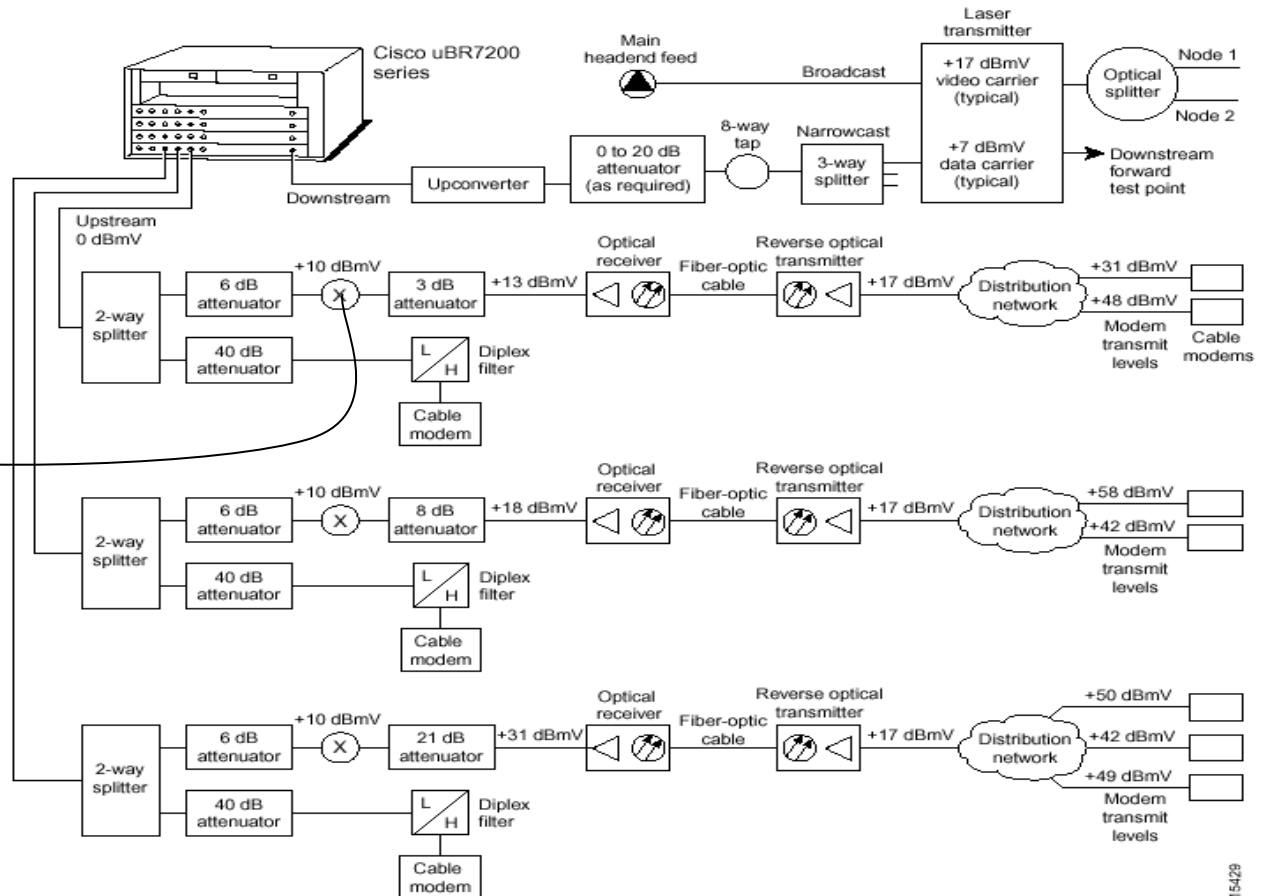 Cisco uBR7200
series
Main
headend feed
Broadcast
Laser
transmitter
+17 dBmV
video carrier
(typical)
+7 dBmV
data carrier
(typical)
Optical
splitter
Node 1
Node 2
Downstream
forward
test point
Downstream
Upconverter
0 to 20 dB
attenuator
(as required)
8-way
tap
Narrowcast
3-way
splitter
Upstream
0 dBmV
2-way
splitter
6 dB
attenuator
+10 dBmV
X
3 dB
attenuator
+13 dBmV
Optical
receiver
Fiber-optic
cable
Reverse optical
transmitter
+17 dBmV
Distribution
network
+31 dBmV
+48 dBmV
Modem
transmit
levels
Cable
modems
40 dB
attenuator
L
H
Diplex
filter
Cable
modem
2-way
splitter
6 dB
attenuator
+10 dBmV
X
8 dB
attenuator
+18 dBmV
Optical
receiver
Fiber-optic
cable
Reverse optical
transmitter
+17 dBmV
Distribution
network
+58 dBmV
+42 dBmV
Modem
transmit
levels
40 dB
attenuator
L
H
Diplex
filter
Cable
modem
2-way
splitter
6 dB
attenuator
+10 dBmV
X
21 dB
attenuator
+31 dBmV
Optical
receiver
Fiber-optic
cable
Reverse optical
transmitter
+17 dBmV
Distribution
network
+50 dBmV
+42 dBmV
+49 dBmV
Modem
transmit
levels
40 dB
attenuator
L
H
Diplex
filter
Cable
modem
15429